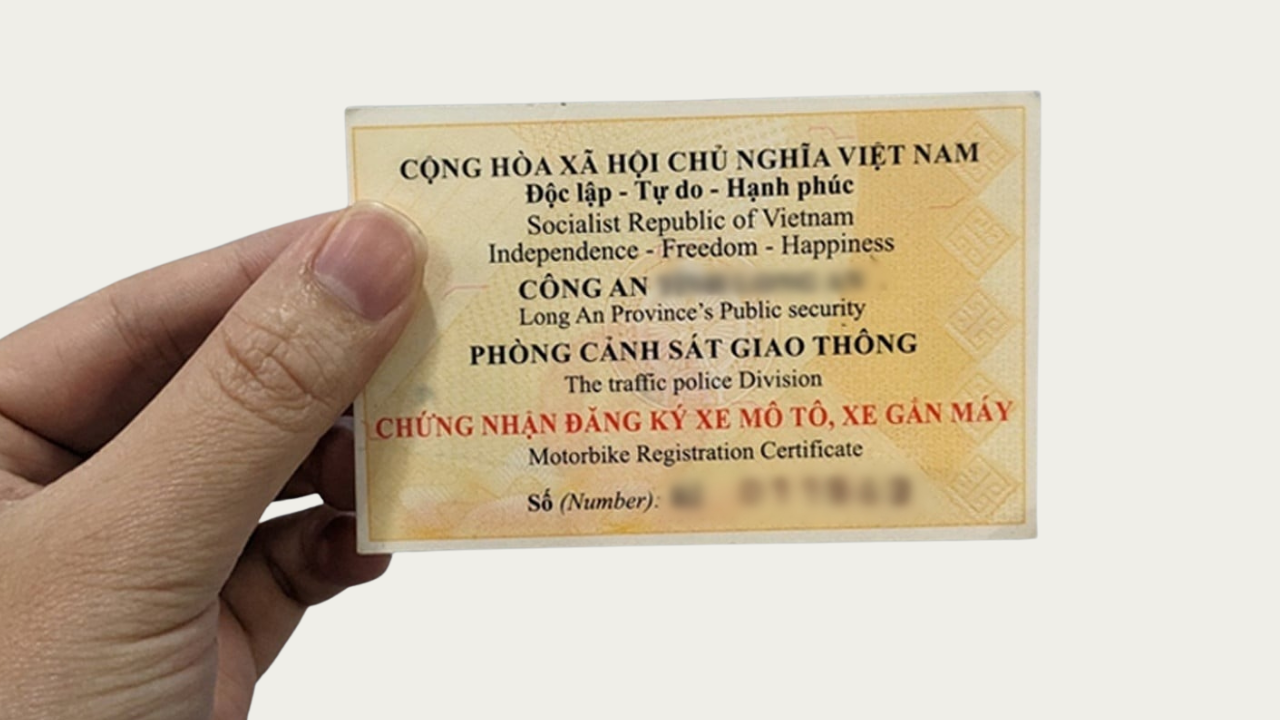 CỘNG HÒA XÃ HỘI CHỦ NGHĨA VIỆT NAM
Độc lập - Tự do - Hạnh phúc
Socialist Republic of Vietnam
Independence - Freedom - Happiness
CÔNG AN
Long An Province's Public security
PHÒNG CẢNH SÁT GIAO THÔNG
The traffic police Division
CHỨNG NHẬN ĐĂNG KÝ XE MÔ TÔ, XE GẮN MÁY
Motorbike Registration Certificate
Số (Number):